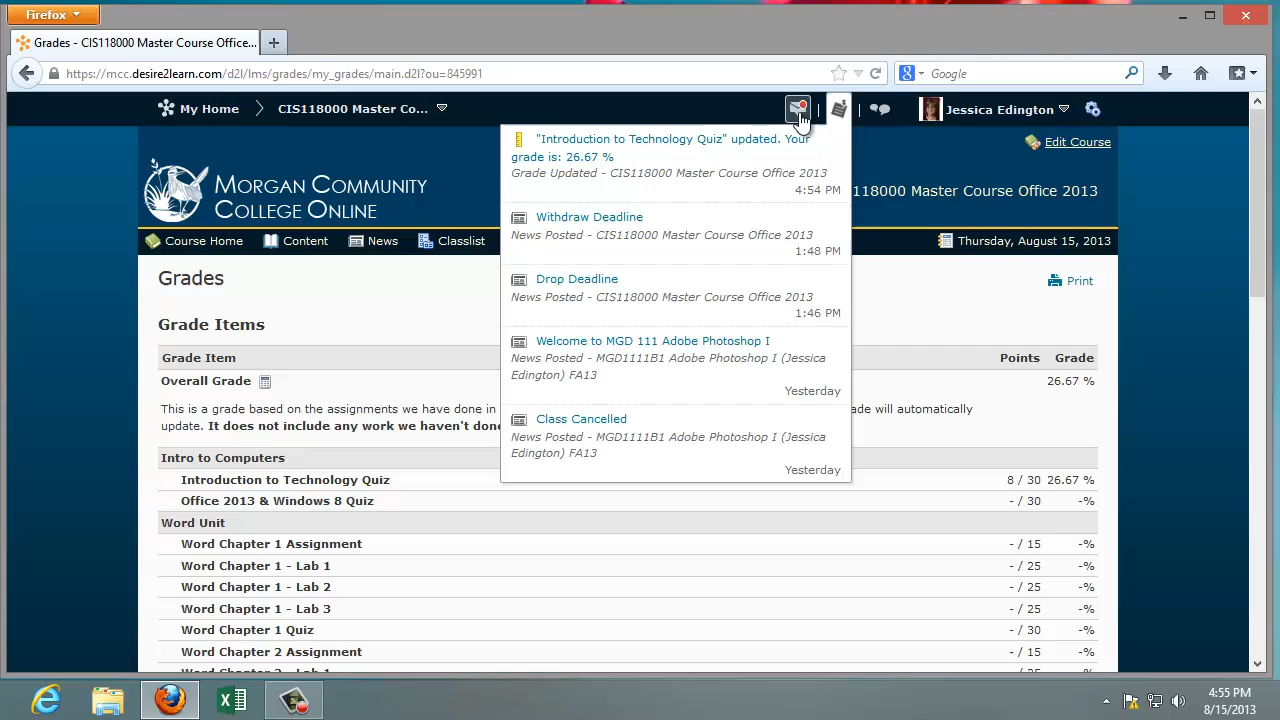 Firefox
Grades - CIS118000 Master Course Office...
https://mcc.desire2learn.com/d2l/lms/grades/my_grades/main.d2l?ou=845991
Google
My Home
CIS118000 Master Co...
Jessica Edington
Edit Course
MORGAN COMMUNITY
COLLEGE ONLINE
118000 Master Course Office 2013
"Introduction to Technology Quiz" updated. Your
grade is: 26.67 %
Grade Updated - CIS118000 Master Course Office 2013
4:54 PM
Withdraw Deadline
News Posted - CIS118000 Master Course Office 2013
1:48 PM
Drop Deadline
News Posted - CIS118000 Master Course Office 2013
1:46 PM
Welcome to MGD 111 Adobe Photoshop I
News Posted - MGD1111B1 Adobe Photoshop I (Jessica
Edington) FA13
Yesterday
Class Cancelled
News Posted - MGD1111B1 Adobe Photoshop I (Jessica
Edington) FA13
Yesterday
Course Home Content News Classlist
Thursday, August 15, 2013
Grades
Print
Grade Items
Grade Item Points Grade
Overall Grade 26.67 %
This is a grade based on the assignments we have done in ade will automatically
update. It does not include any work we haven't done
Intro to Computers
Introduction to Technology Quiz 8 / 30 26.67 %
Office 2013 & Windows 8 Quiz - / 30 -%
Word Unit
Word Chapter 1 Assignment - / 15 -%
Word Chapter 1 - Lab 1 - / 25 -%
Word Chapter 1 - Lab 2 - / 25 -%
Word Chapter 1 - Lab 3 - / 25 -%
Word Chapter 1 Quiz - / 30 -%
Word Chapter 2 Assignment - / 15 -%
Word Chapter 2 - Lab 1 - / 25 -%
4:55 PM
8/15/2013